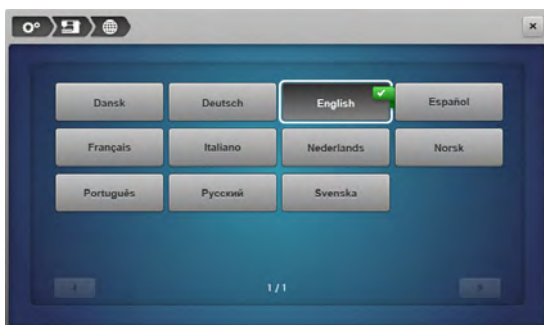 Dansk Deutsch English Español
Français Italiano Nederlands Norsk
Português Русский Svenska
1/1